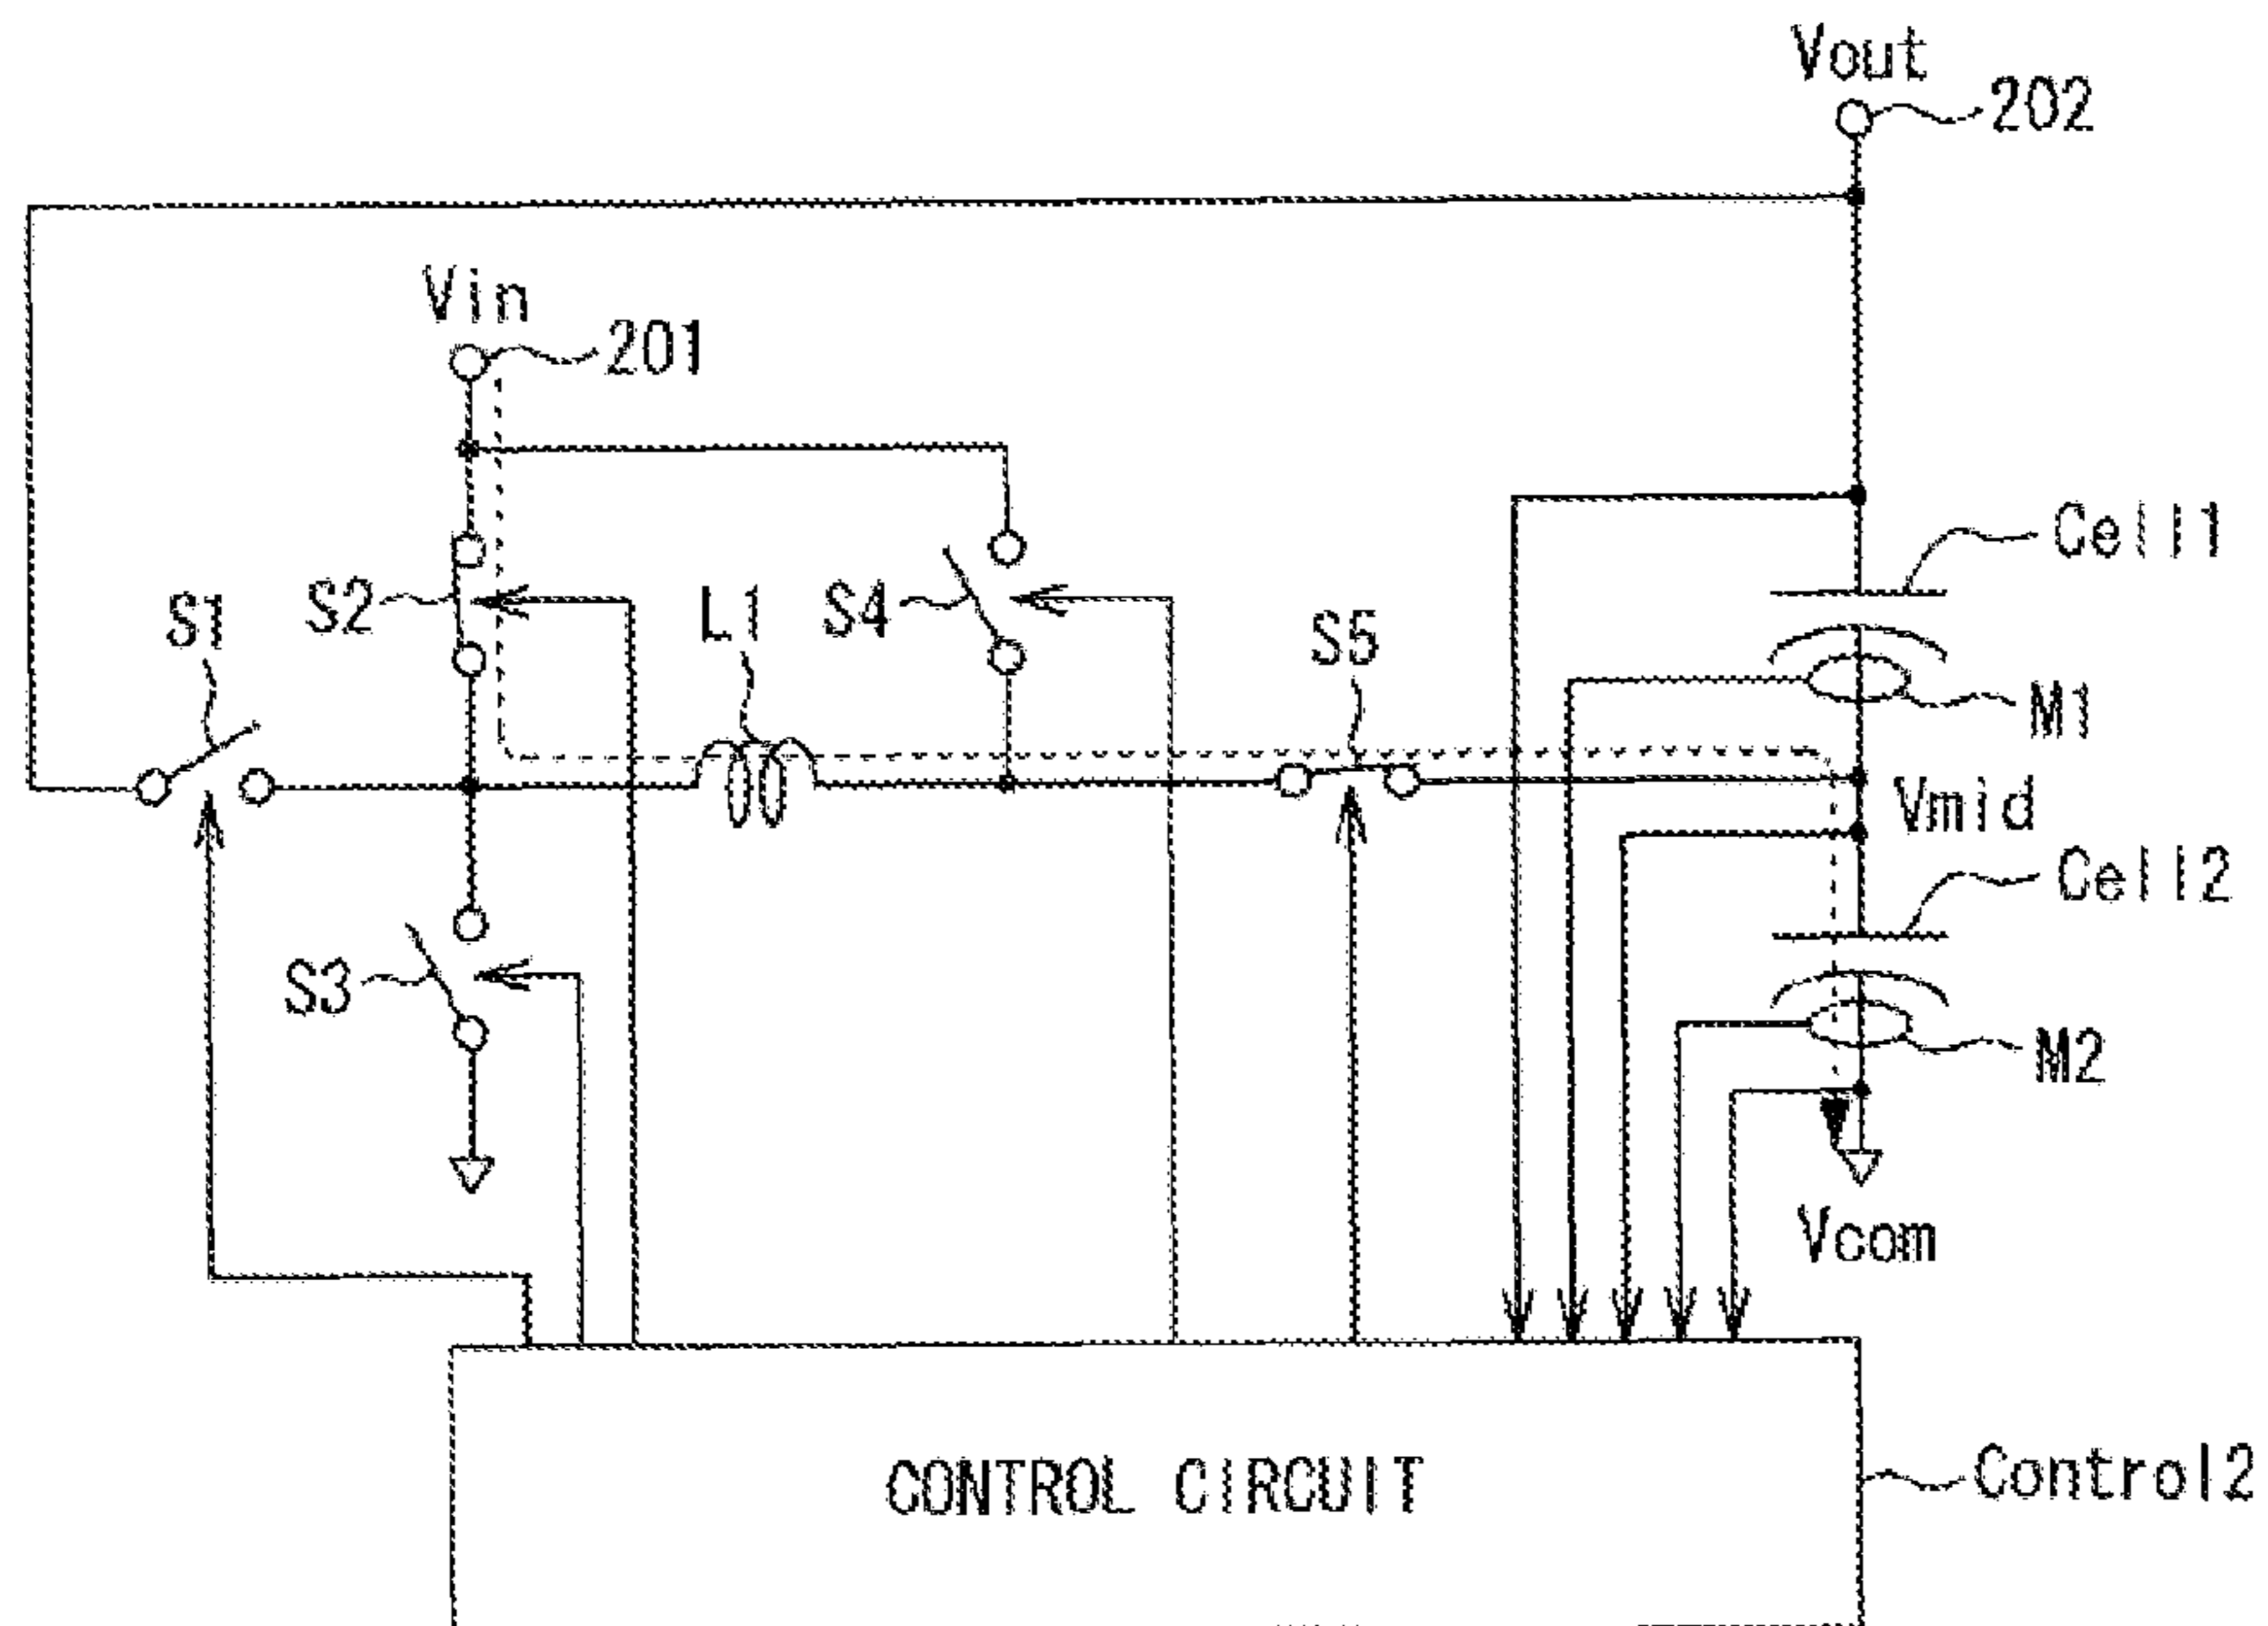 Vout
202
Vin
201
S1
S2
L1
S4
S5
Cell1
M1
Vmid
Cell2
S3
M2
Vcom
CONTROL CIRCUIT
Control2